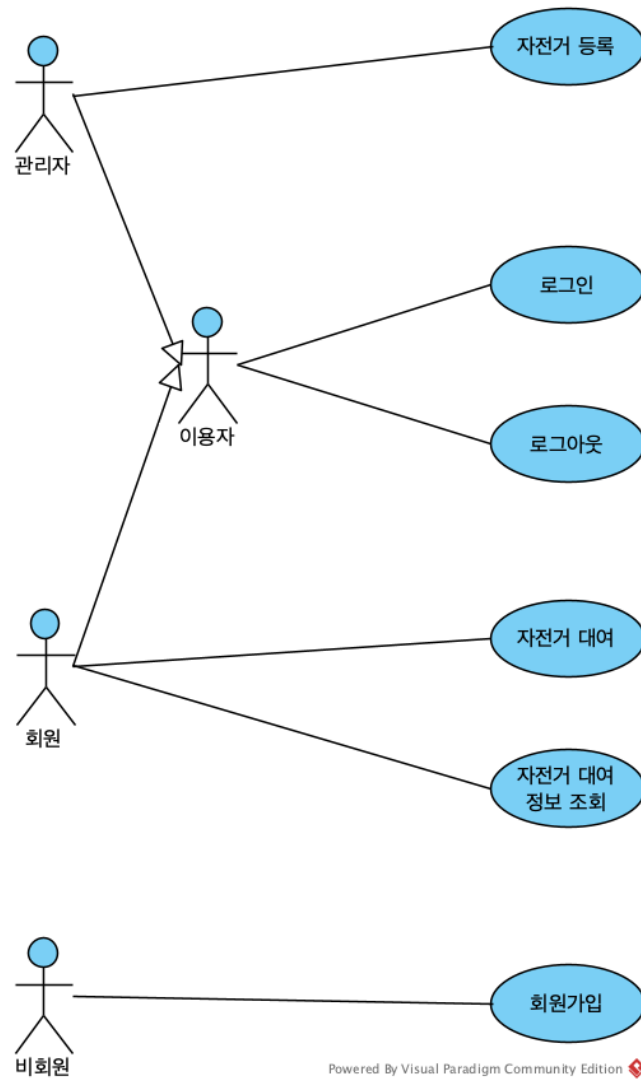 자전거 등록
관리자
로그인
이용자
로그아웃
자전거 대여
회원
자전거 대여
정보 조회
회원가입
비회원
Powered By Visual Paradigm Community Edition